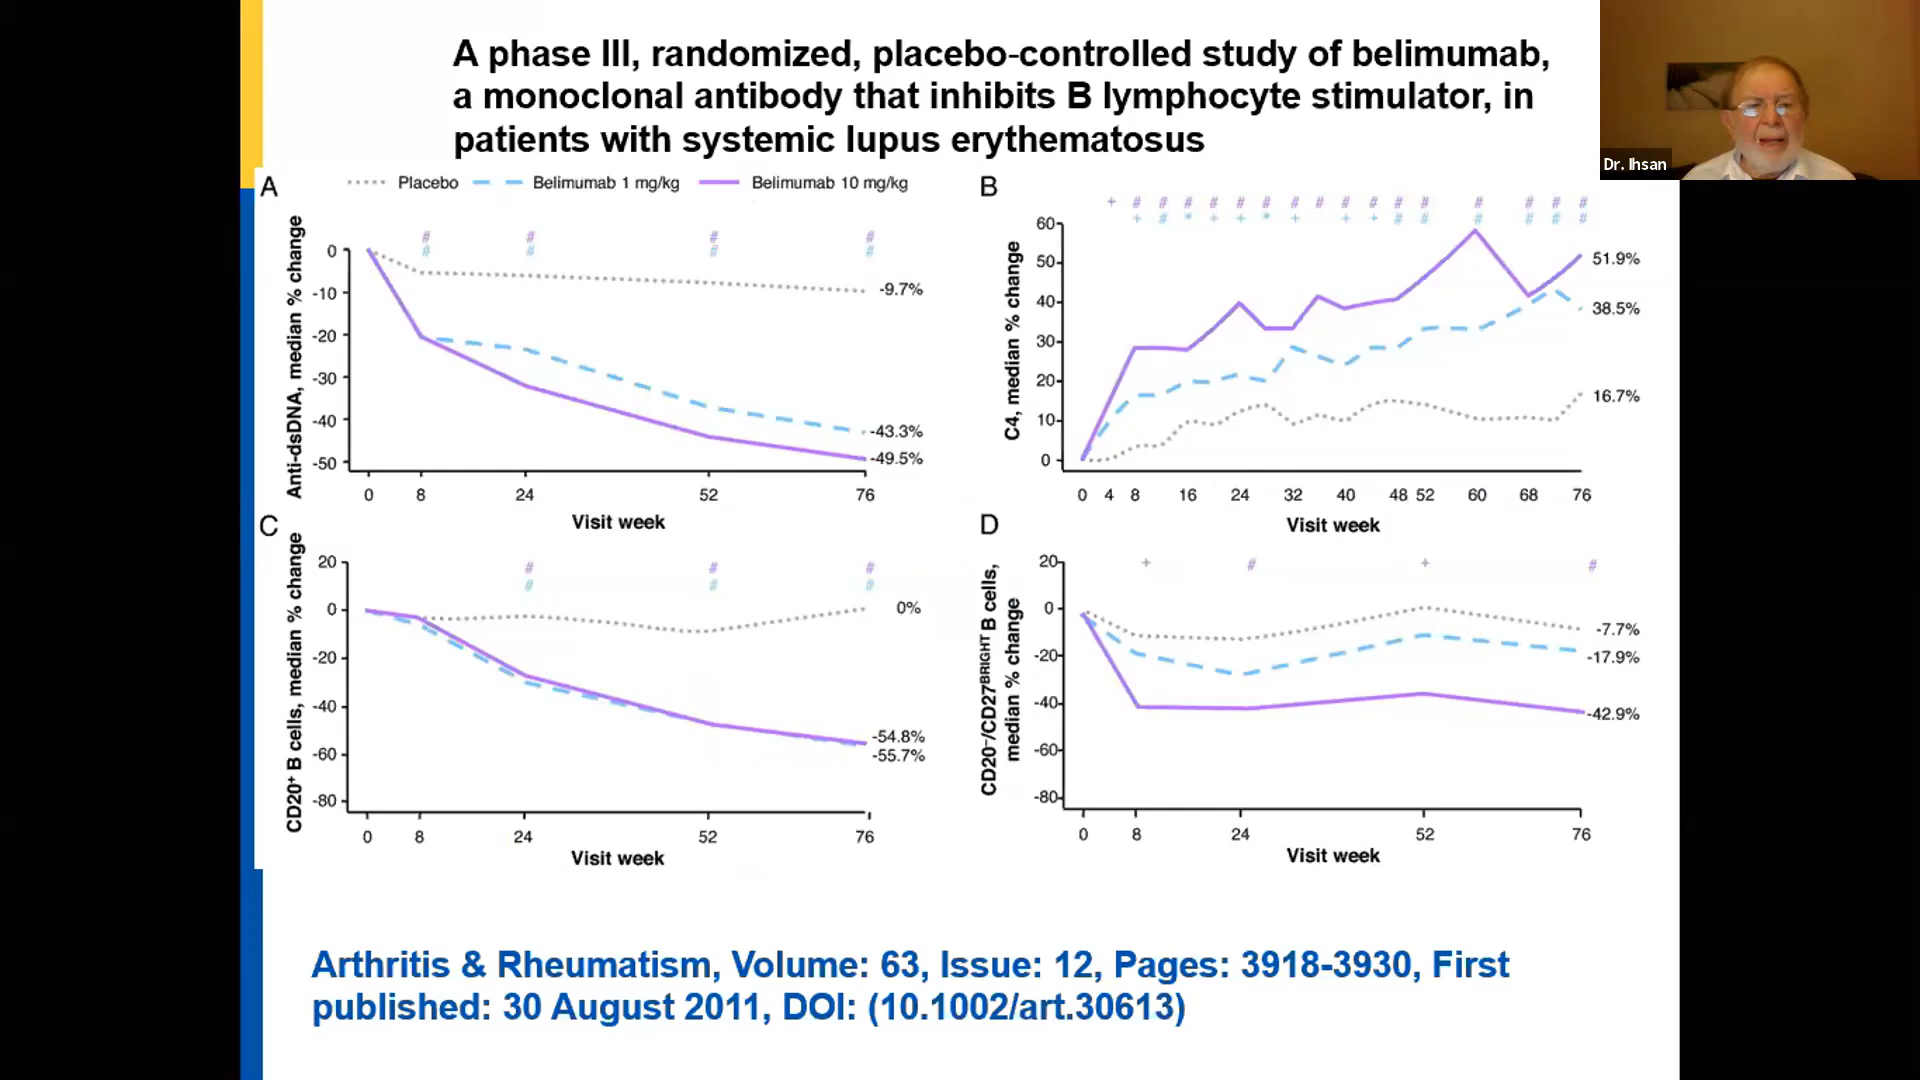 A phase III, randomized, placebo-controlled study of belimumab,
a monoclonal antibody that inhibits B lymphocyte stimulator, in
patients with systemic lupus erythematosus
Dr. Ihsan
A
Placebo Belimumab 1 mg/kg Belimumab 10 mg/kg
# # # #
# # # #
Anti-dsDNA, median % change
0
-10
-20
-30
-40
-50
-9.7%
-43.3%
-49.5%
0 8 24 52 76
Visit week
B
+ # # # # # # # # # # # # # # # #
+ # * + + * + + + # # # # # #
C4, median % change
60
50
40
30
20
10
0
51.9%
38.5%
16.7%
0 4 8 16 24 32 40 48 52 60 68 76
Visit week
C
# # #
# # #
CD20⁺ B cells, median % change
20
0
-20
-40
-60
-80
0%
-54.8%
-55.7%
0 8 24 52 76
Visit week
D
+ # + #
CD20⁻/CD27ᴮᴿᴵᴳᴴᵀ B cells,
median % change
20
0
-20
-40
-60
-80
-7.7%
-17.9%
-42.9%
0 8 24 52 76
Visit week
Arthritis & Rheumatism, Volume: 63, Issue: 12, Pages: 3918-3930, First
published: 30 August 2011, DOI: (10.1002/art.30613)